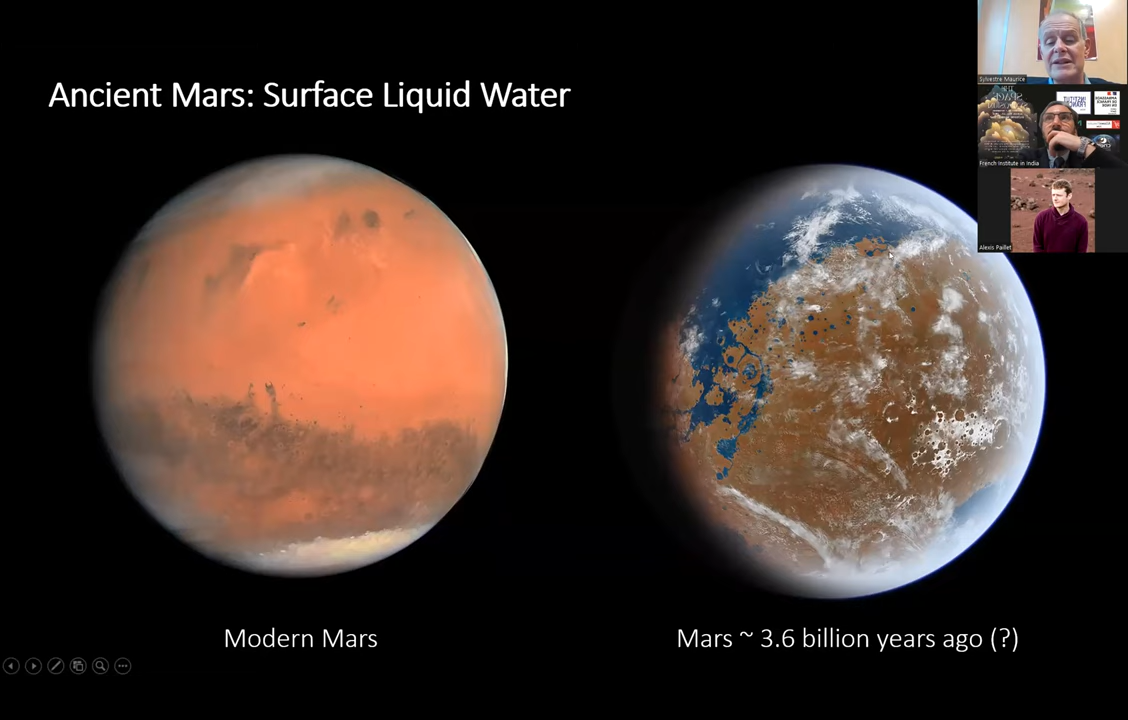 Ancient Mars: Surface Liquid Water
Sylvestre Maurice
French Institute in India
Alexis Paillet
Modern Mars
Mars ~ 3.6 billion years ago (?)